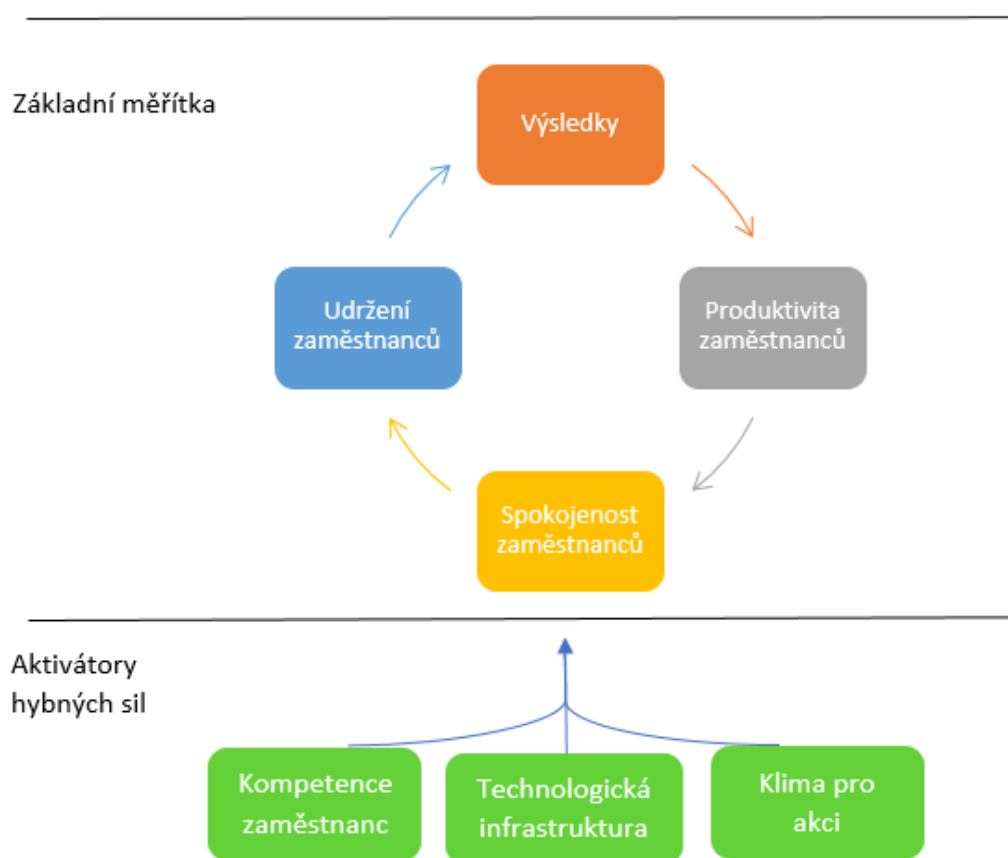 Základní měřítka
Výsledky
Udržení
zaměstnanců
Produktivita
zaměstnanců
Spokojenost
zaměstnanců
Aktivátory
hybných sil
Kompetence
zaměstnanc
Technologická
infrastruktura
Klima pro
akci